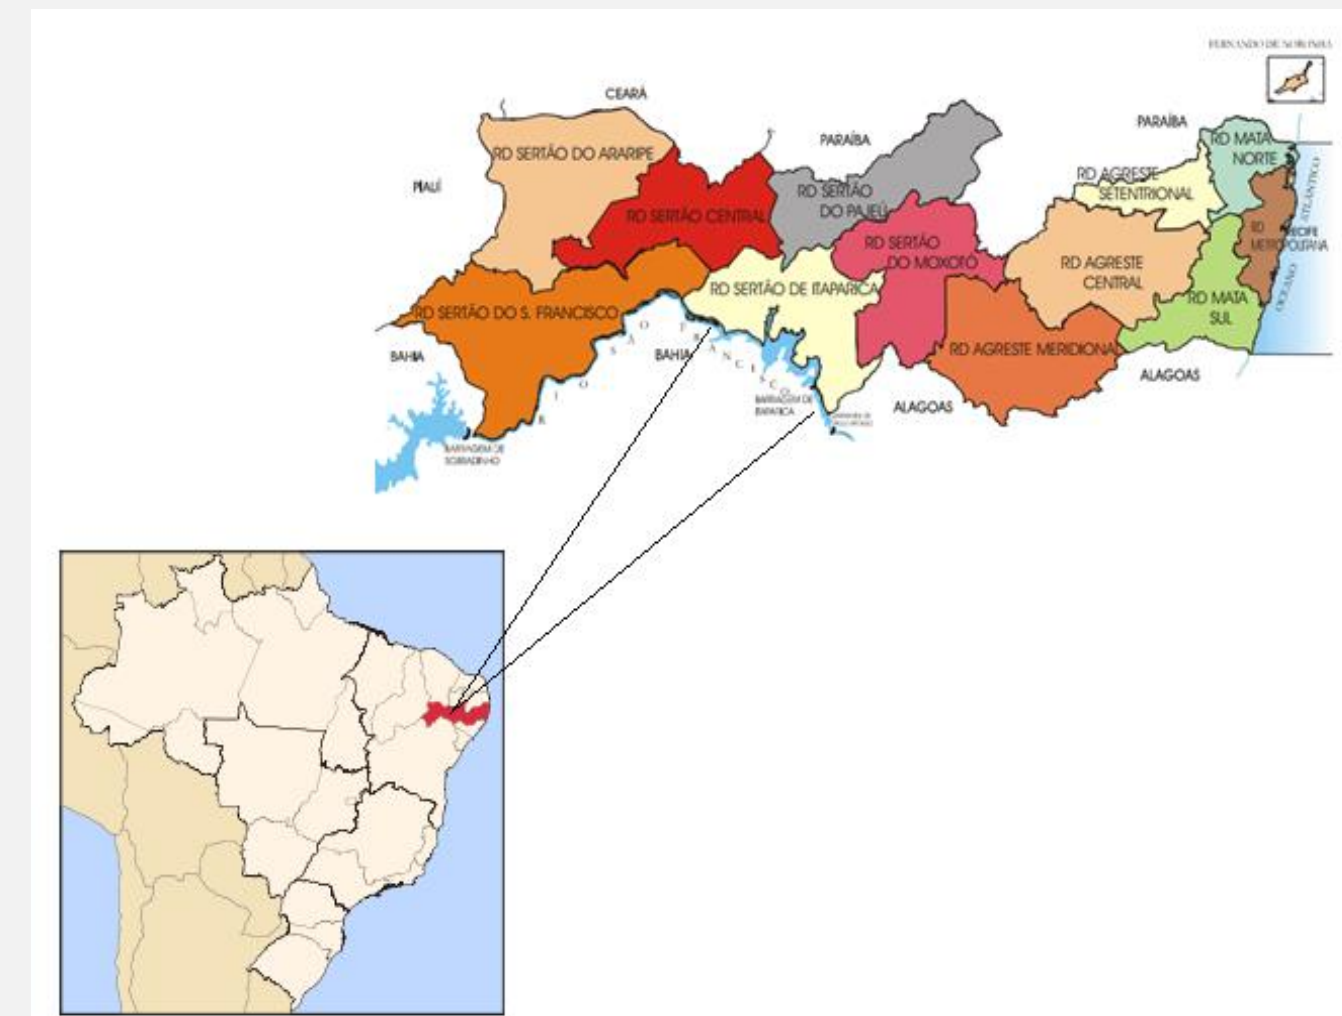 FERNANDO DE NORONHA
CEARÁ
PARAÍBA
PARAÍBA
RD MATA
NORTE
RD SERTÃO DO ARARIPE
PIAUÍ
RD AGRESTE
SETENTRIONAL
RD SERTÃO
DO PAJEÚ
RD SERTÃO CENTRAL
RD
METROPOLITANA
RECIFE
OCEANO ATLÂNTICO
RD SERTÃO
DO MOXOTÓ
RD AGRESTE
CENTRAL
RD SERTÃO DE ITAPARICA
RD MATA
SUL
RD SERTÃO DO S. FRANCISCO
RIO SÃO FRANCISCO
BAHIA
BAHIA
RD AGRESTE MERIDIONAL
ALAGOAS
BARRAGEM DE
ITAPARICA
ALAGOAS
BARRAGEM DE
SOBRADINHO